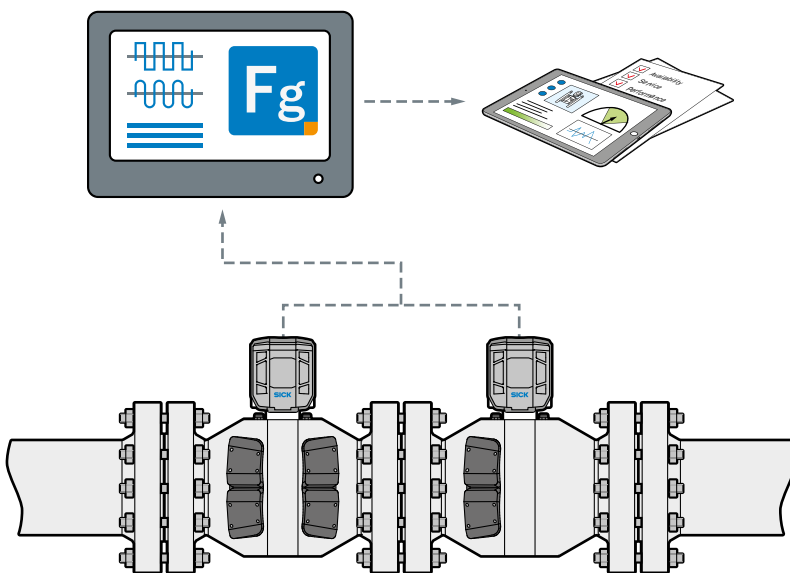 Fg
Availability
Service
Performance
SICK
SICK